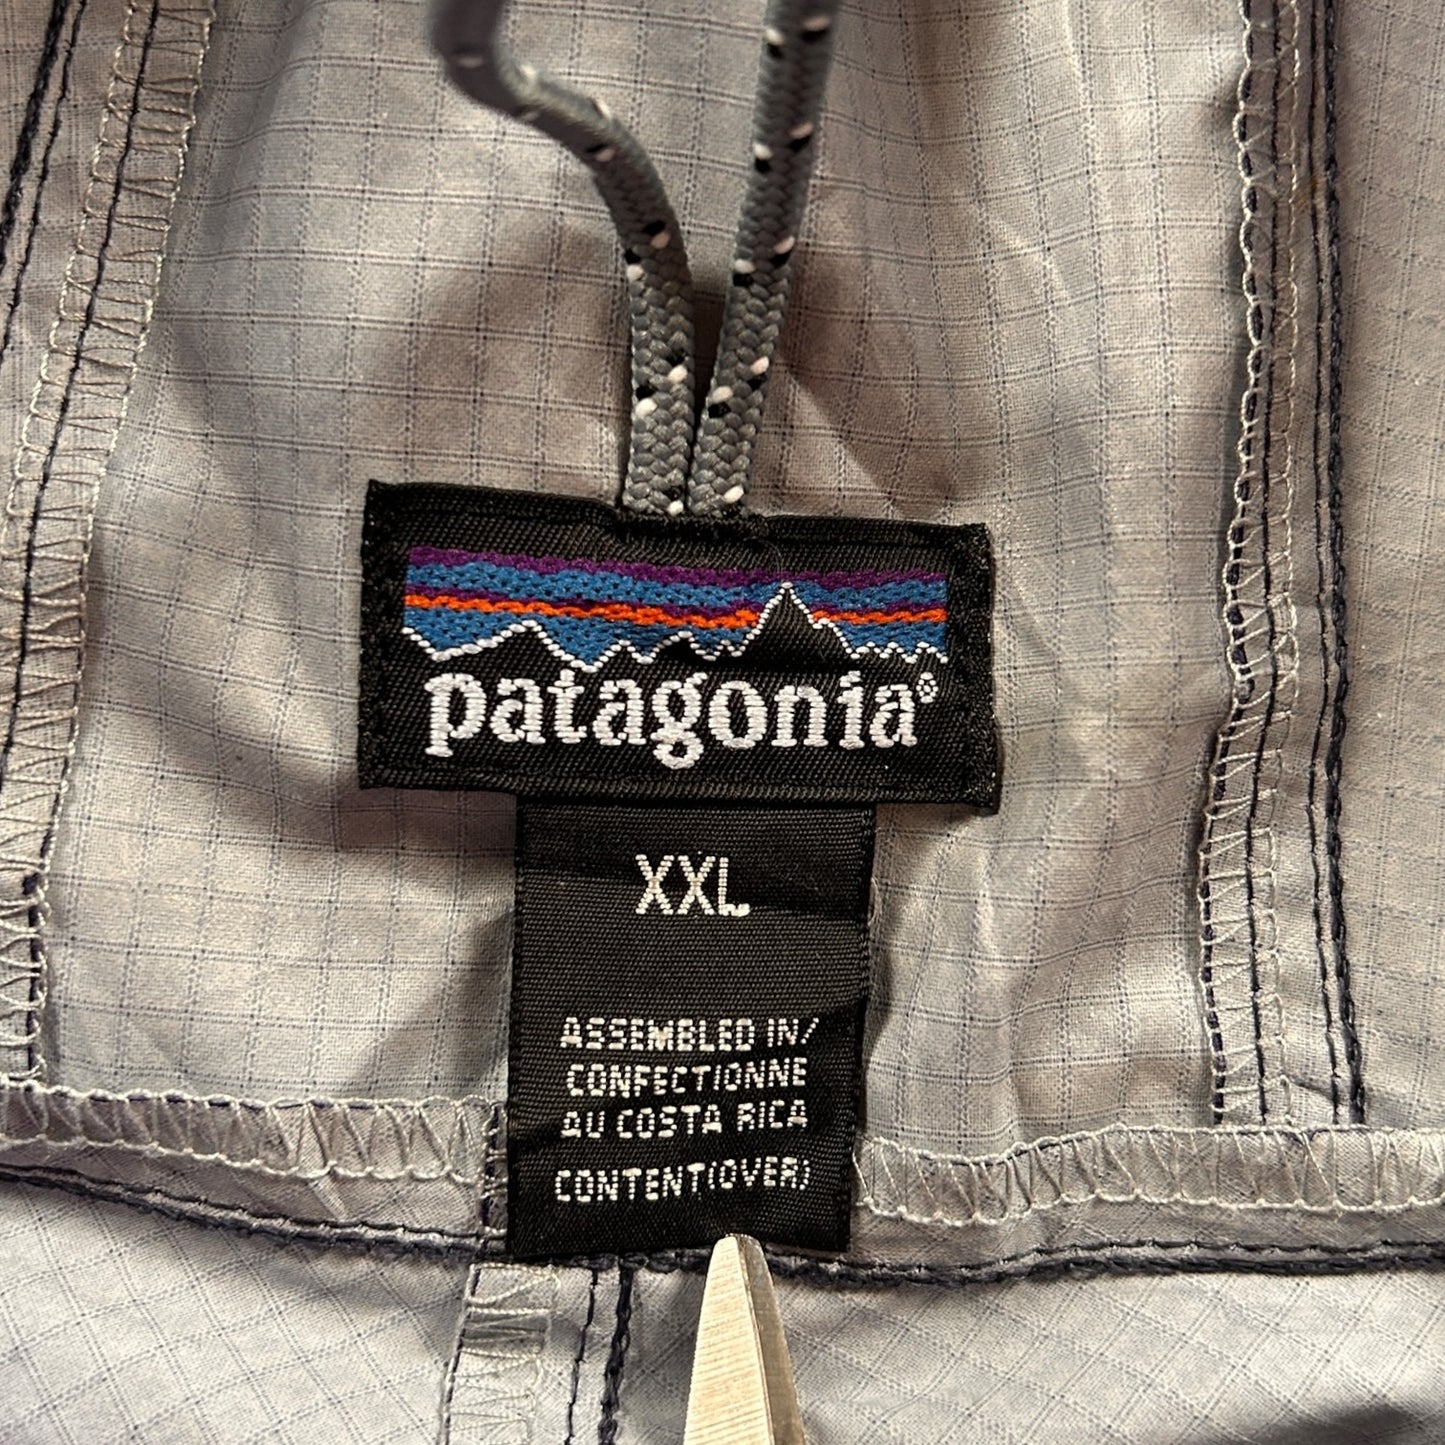 patagonia®
XXL
ASSEMBLED IN/
CONFECTIONNE
AU COSTA RICA
CONTENT(OVER)